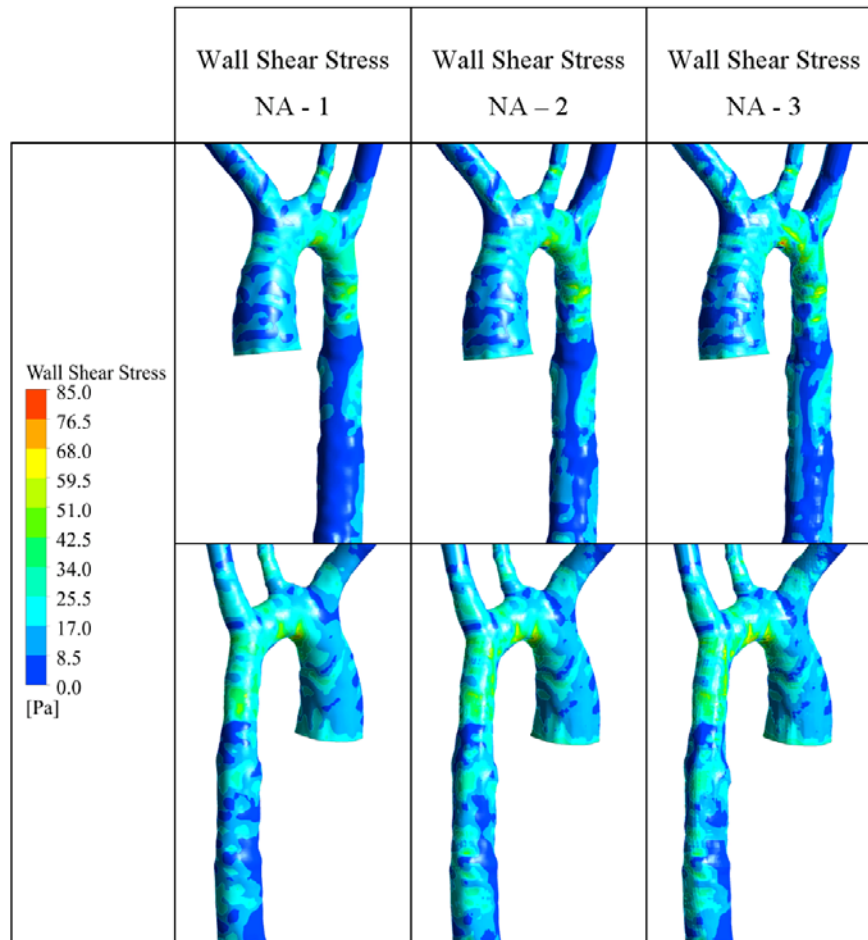 Wall Shear Stress
NA - 1
Wall Shear Stress
NA – 2
Wall Shear Stress
NA - 3
Wall Shear Stress
85.0
76.5
68.0
59.5
51.0
42.5
34.0
25.5
17.0
8.5
0.0
[Pa]